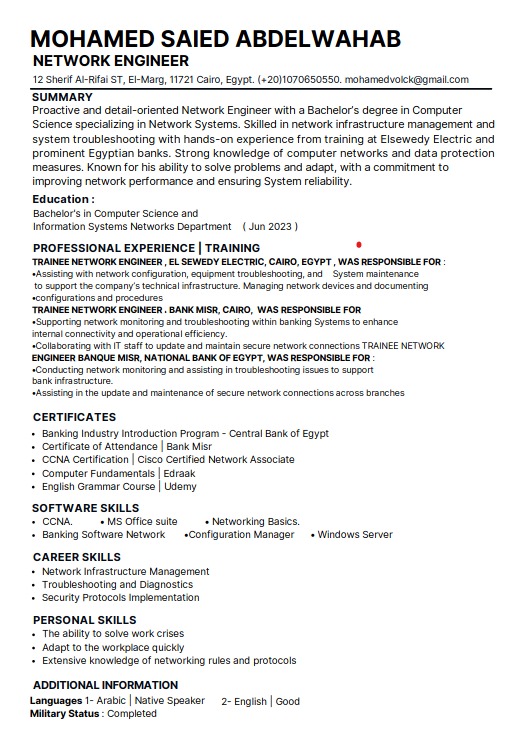 MOHAMED SAIED ABDELWAHAB
NETWORK ENGINEER
12 Sherif Al-Rifai ST, El-Marg, 11721 Cairo, Egypt. (+20)1070650550. mohamedvolck@gmail.com
SUMMARY
Proactive and detail-oriented Network Engineer with a Bachelor's degree in Computer
Science specializing in Network Systems. Skilled in network infrastructure management and
system troubleshooting with hands-on experience from training at Elsewedy Electric and
prominent Egyptian banks. Strong knowledge of computer networks and data protection
measures. Known for his ability to solve problems and adapt, with a commitment to
improving network performance and ensuring System reliability.
Education :
Bachelor's in Computer Science and
Information Systems Networks Department ( Jun 2023 )
PROFESSIONAL EXPERIENCE | TRAINING
TRAINEE NETWORK ENGINEER , EL SEWEDY ELECTRIC, CAIRO, EGYPT , WAS RESPONSIBLE FOR :
•Assisting with network configuration, equipment troubleshooting, and System maintenance
to support the company's technical infrastructure. Managing network devices and documenting
•configurations and procedures
TRAINEE NETWORK ENGINEER . BANK MISR, CAIRO, WAS RESPONSIBLE FOR
•Supporting network monitoring and troubleshooting within banking Systems to enhance
internal connectivity and operational efficiency.
•Collaborating with IT staff to update and maintain secure network connections TRAINEE NETWORK
ENGINEER BANQUE MISR, NATIONAL BANK OF EGYPT, WAS RESPONSIBLE FOR :
•Conducting network monitoring and assisting in troubleshooting issues to support
bank infrastructure.
•Assisting in the update and maintenance of secure network connections across branches
CERTIFICATES
• Banking Industry Introduction Program - Central Bank of Egypt
• Certificate of Attendance | Bank Misr
• CCNA Certification | Cisco Certified Network Associate
• Computer Fundamentals | Edraak
• English Grammar Course | Udemy
SOFTWARE SKILLS
• CCNA. • MS Office suite • Networking Basics.
• Banking Software Network •Configuration Manager • Windows Server
CAREER SKILLS
• Network Infrastructure Management
• Troubleshooting and Diagnostics
• Security Protocols Implementation
PERSONAL SKILLS
• The ability to solve work crises
• Adapt to the workplace quickly
• Extensive knowledge of networking rules and protocols
ADDITIONAL INFORMATION
Languages 1- Arabic | Native Speaker 2- English | Good
Military Status : Completed